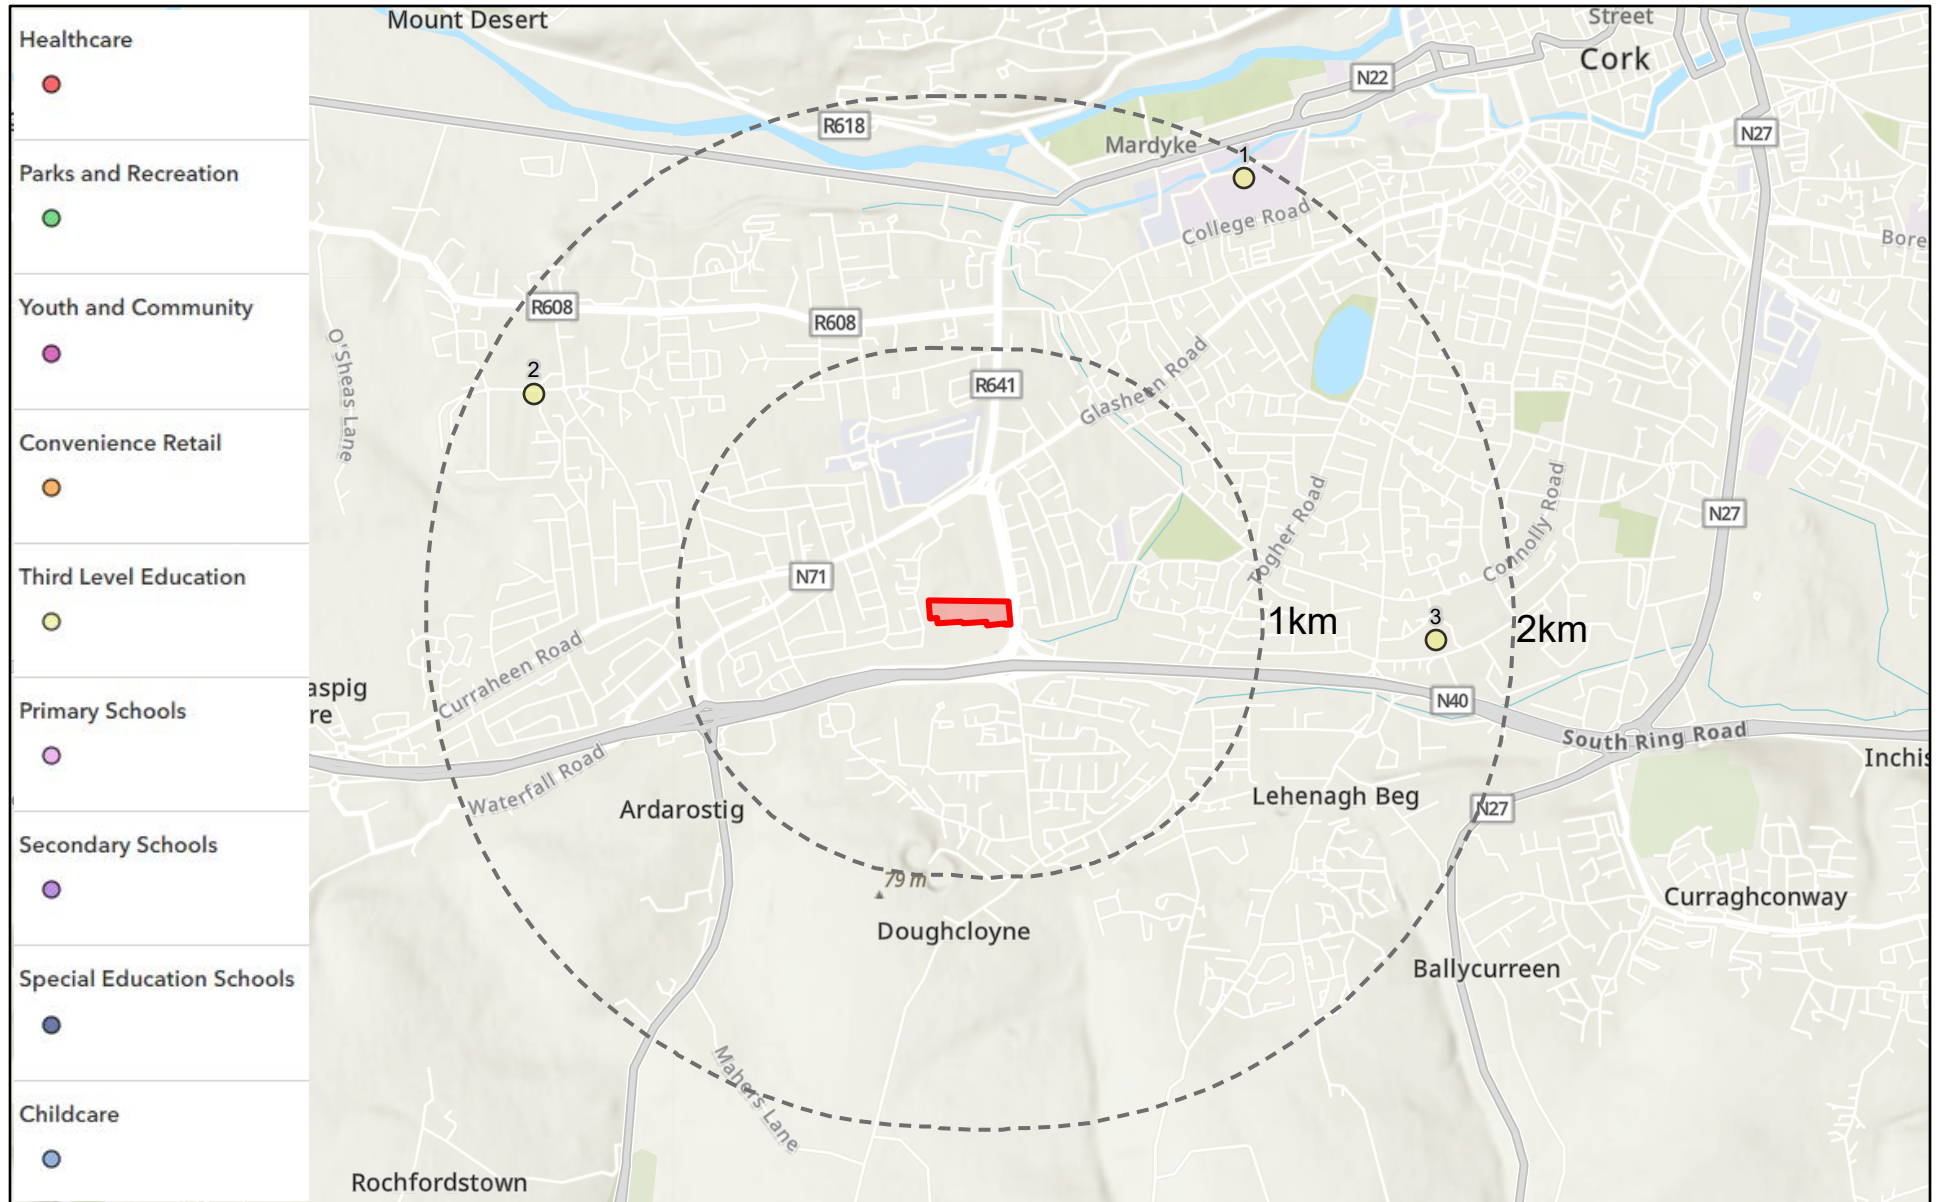 Healthcare
Parks and Recreation
Youth and Community
Convenience Retail
Third Level Education
Primary Schools
Secondary Schools
Special Education Schools
Childcare
Mount Desert
Street
Cork
N22
R618
Mardyke
N27
1
College Road
Bore
R608
R608
O'Sheas Lane
2
R641
Glasheen Road
Togher Road
Connolly Road
N27
N71
1km
3
2km
Curraheen Road
aspig
re
N40
South Ring Road
Inchis
Waterfall Road
Ardarostig
Lehenagh Beg
N27
79 m
Doughcloyne
Curraghconway
Ballycurreen
Mahers Lane
Rochfordstown